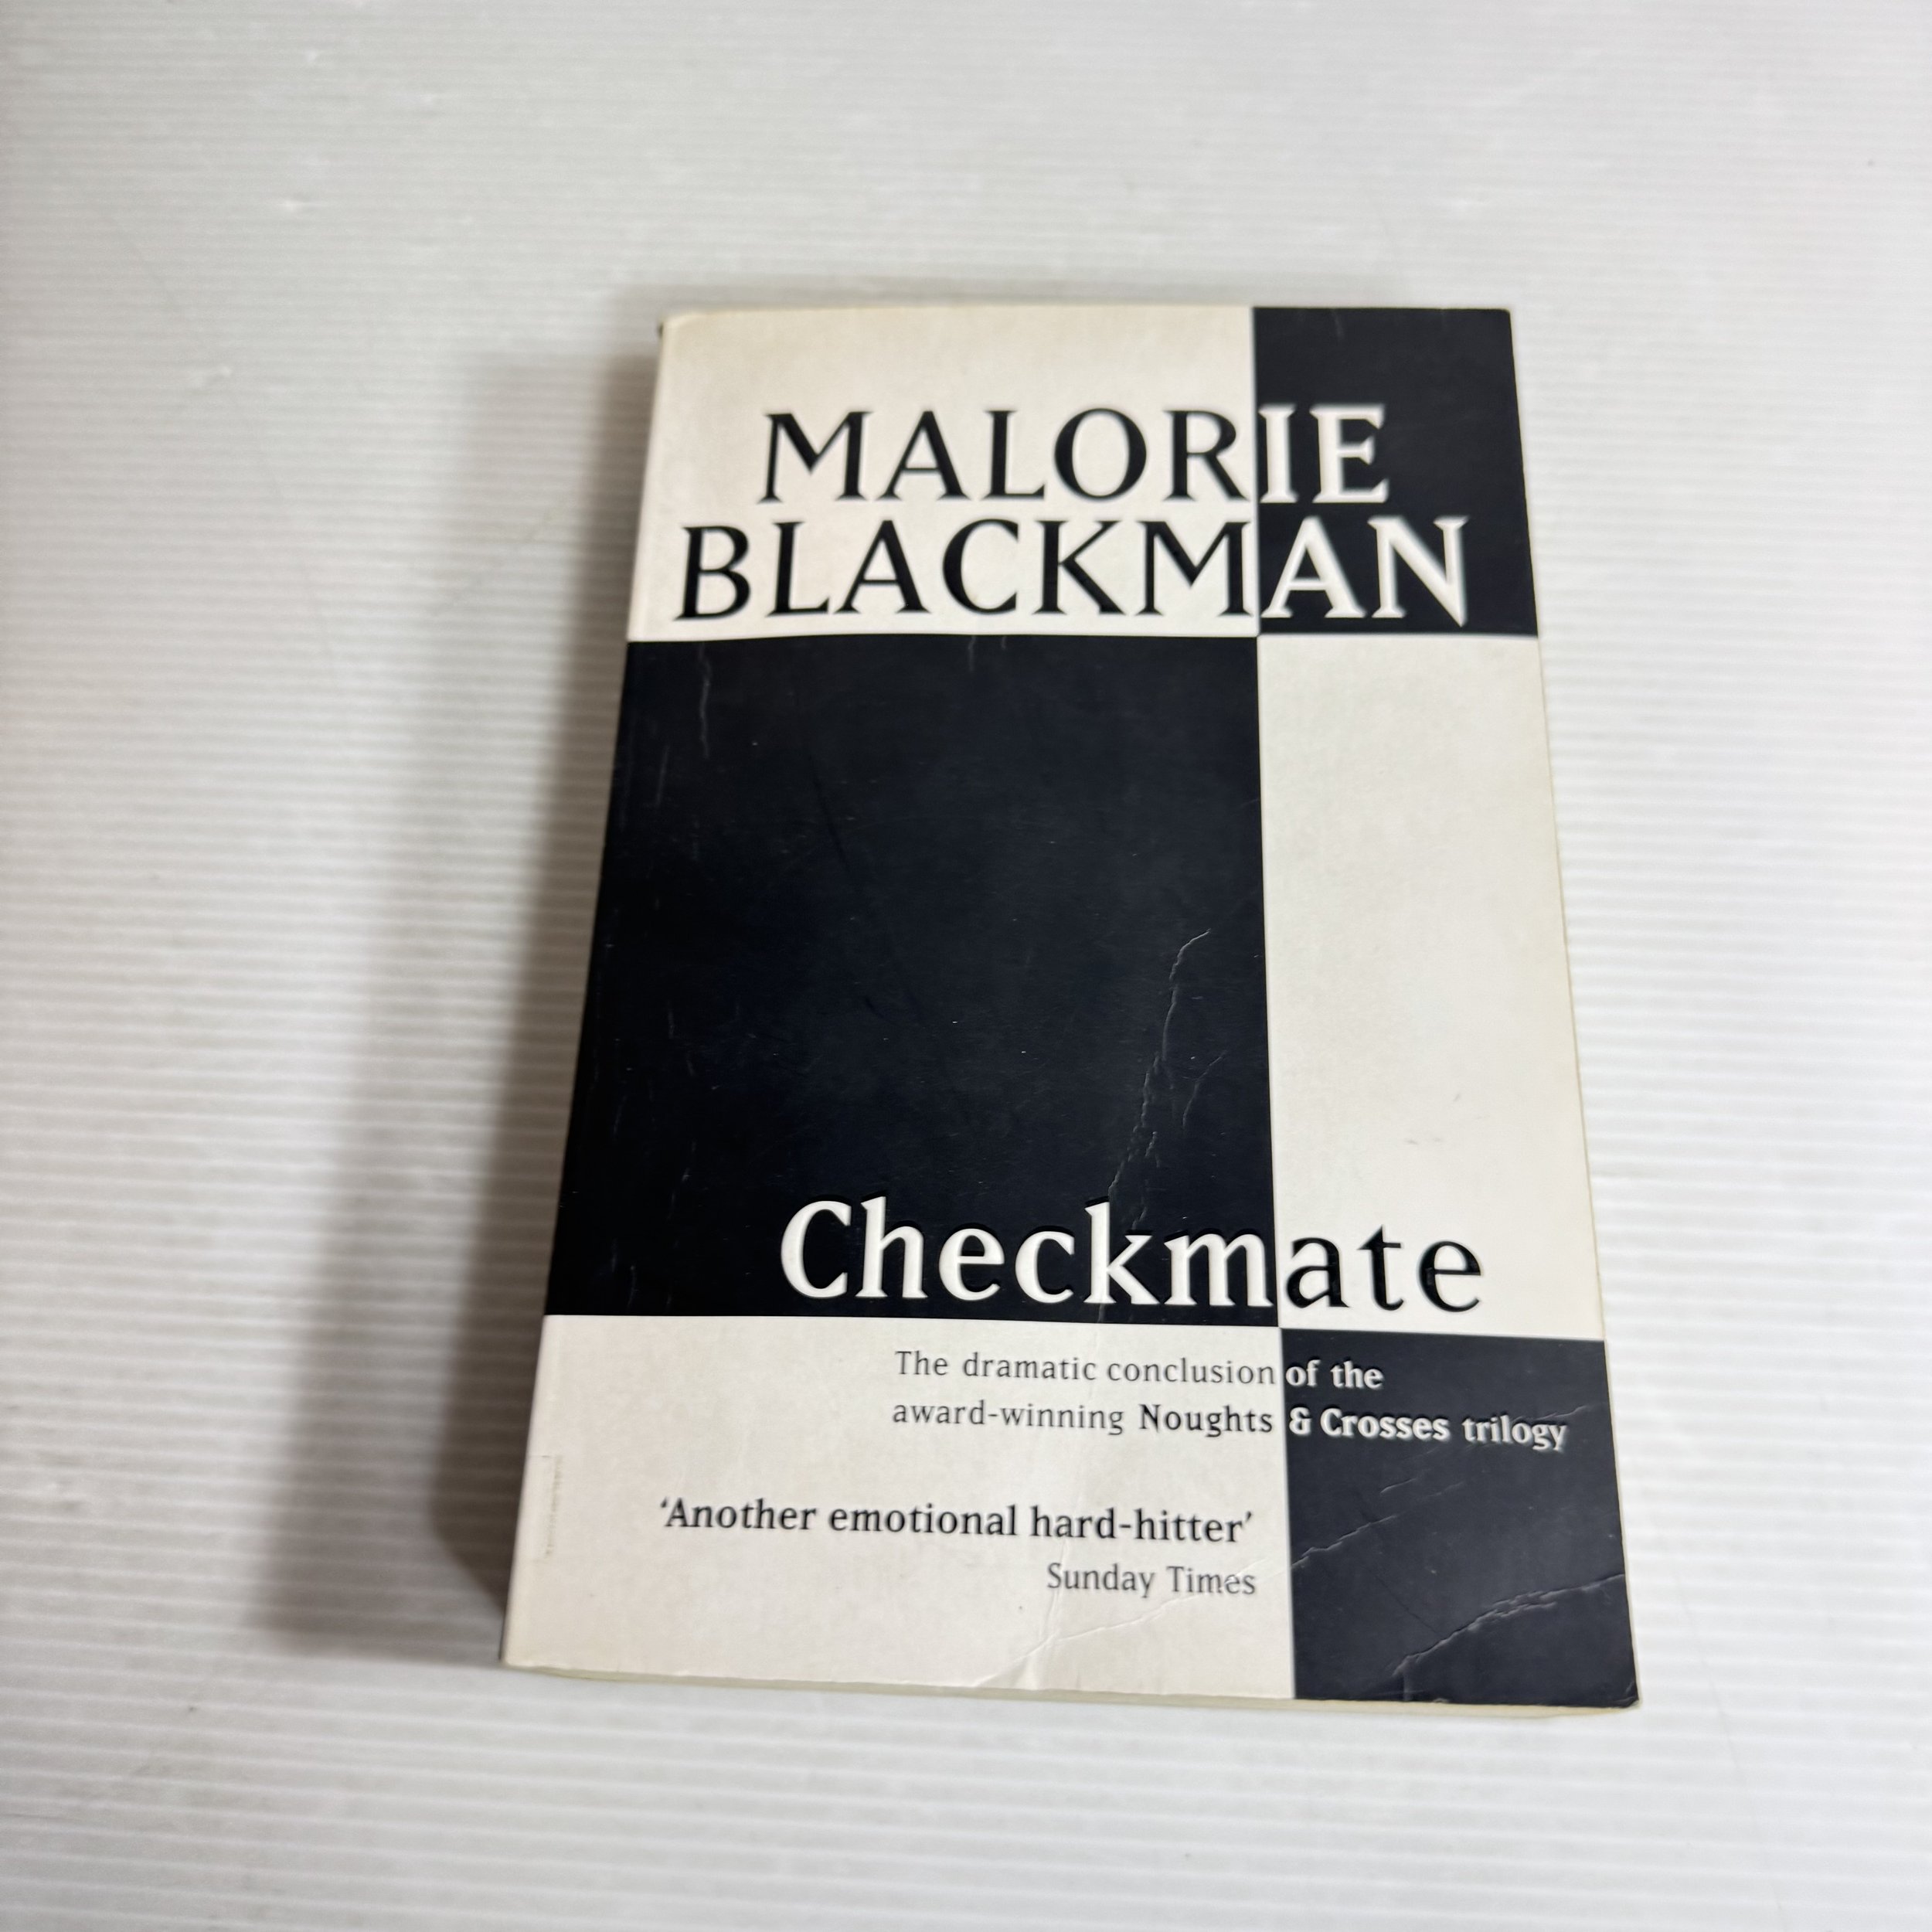 MALORIE
BLACKMAN
Checkmate
The dramatic conclusion of the
award-winning Noughts & Crosses trilogy
‘Another emotional hard-hitter’
Sunday Times